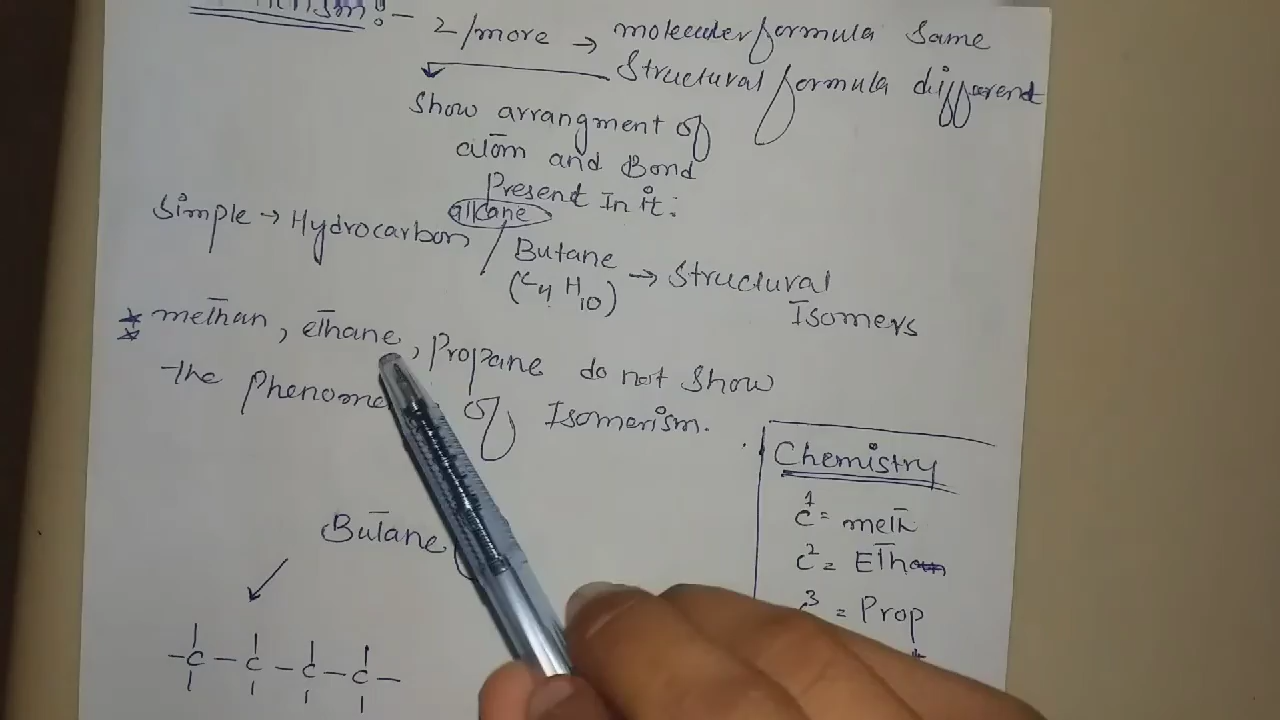 2/more → molecular formula Same
Structural formula different
Show arrangment of
atom and Bond
Present In it:
Simple → Hydrocarbon / alkane
Butane → Structural
(C4 H10) Isomers
methan, ethane, Propane do not Show
the Phenome of Isomerism.
Chemistry
C1 = meth
C2 = Eth
C3 = Prop
Butane
-C-C-C-C-